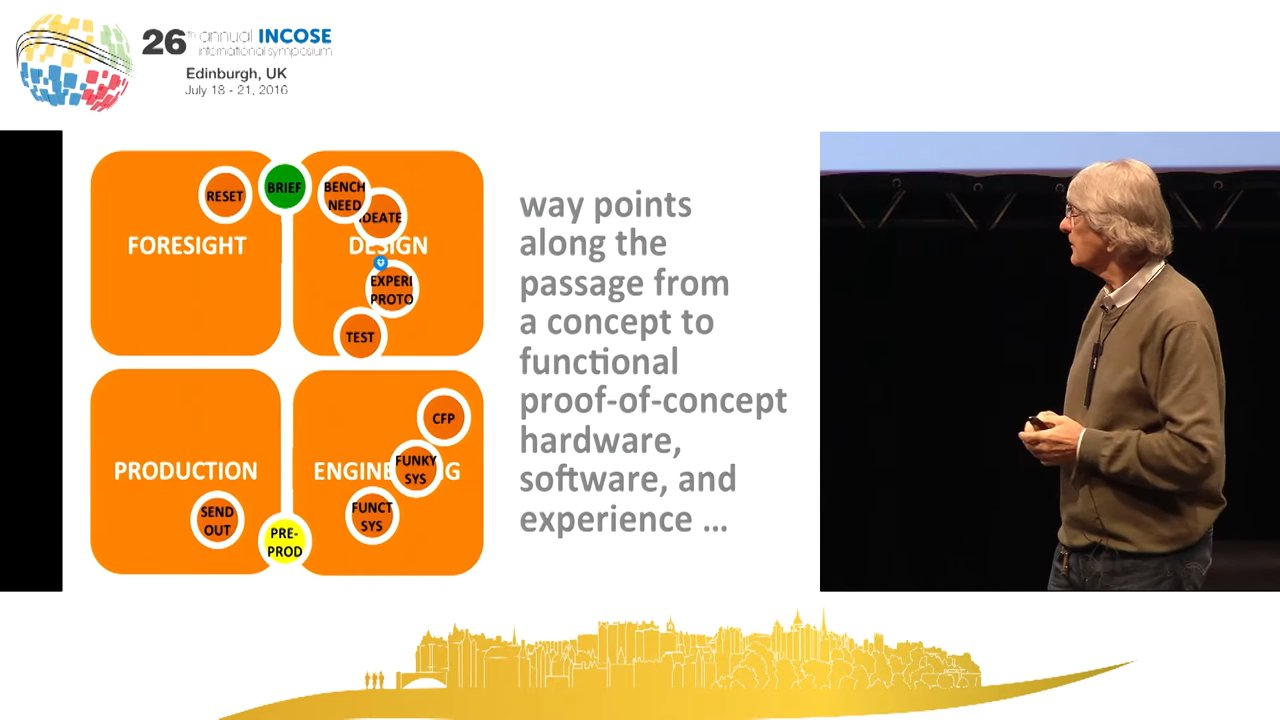 26th annual INCOSE
international symposium
Edinburgh, UK
July 18 - 21, 2016
RESET
BRIEF
BENCH
NEED
IDEATE
FORESIGHT
DESIGN
EXPERI
PROTO
TEST
CFP
PRODUCTION
ENGINE
G
FUNKY
SYS
SEND
OUT
FUNCT
SYS
PRE-
PROD
way points
along the
passage from
a concept to
functional
proof-of-concept
hardware,
software, and
experience ...